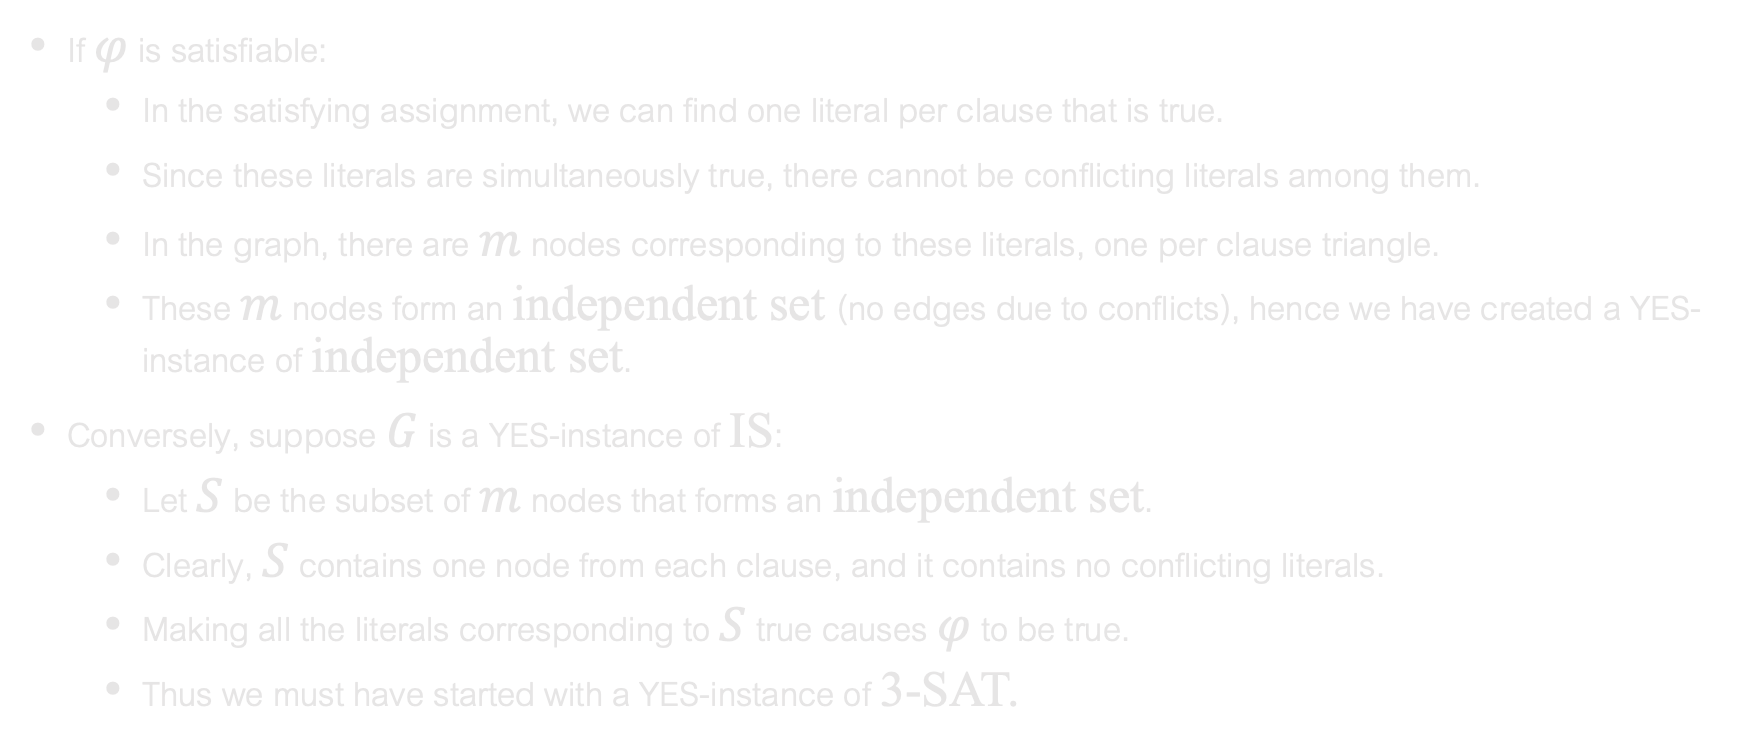 • If φ is satisfiable:
• In the satisfying assignment, we can find one literal per clause that is true.
• Since these literals are simultaneously true, there cannot be conflicting literals among them.
• In the graph, there are m nodes corresponding to these literals, one per clause triangle.
• These m nodes form an independent set (no edges due to conflicts), hence we have created a YES-
instance of independent set.
• Conversely, suppose G is a YES-instance of IS:
• Let S be the subset of m nodes that forms an independent set.
• Clearly, S contains one node from each clause, and it contains no conflicting literals.
• Making all the literals corresponding to S true causes φ to be true.
• Thus we must have started with a YES-instance of 3-SAT.